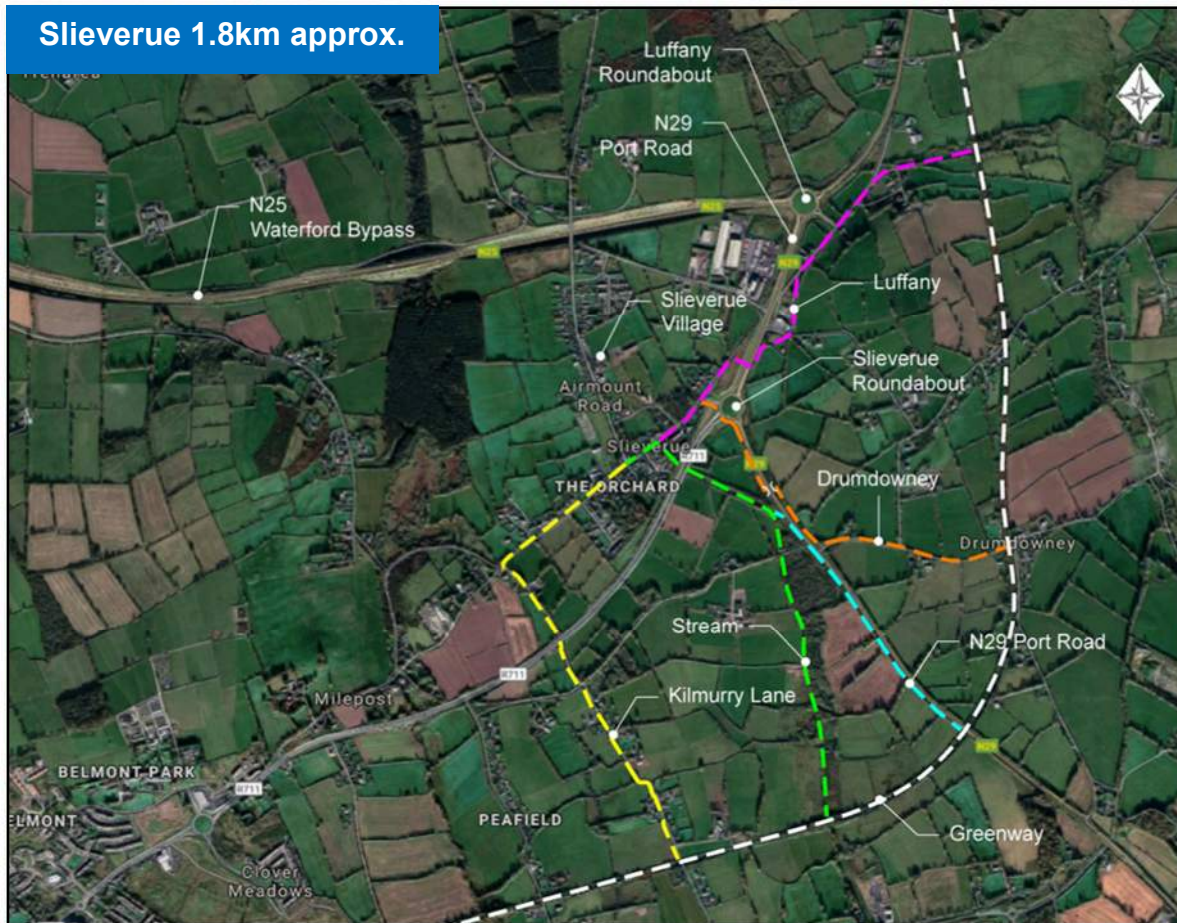 Slieverue 1.8km approx.
Luffany
Roundabout
N29
Port Road
N25
Waterford Bypass
N25
N25
N29
Luffany
Slieverue
Village
Slieverue
Roundabout
Airmount
Road
Slieverue
R711
THE ORCHARD
N29
Drumdowney
Drumdowney
Stream
N29 Port Road
Kilmurry Lane
R711
Milepost
N29
BELMONT PARK
R711
ELMONT
PEAFIELD
Greenway
Clover
Meadows